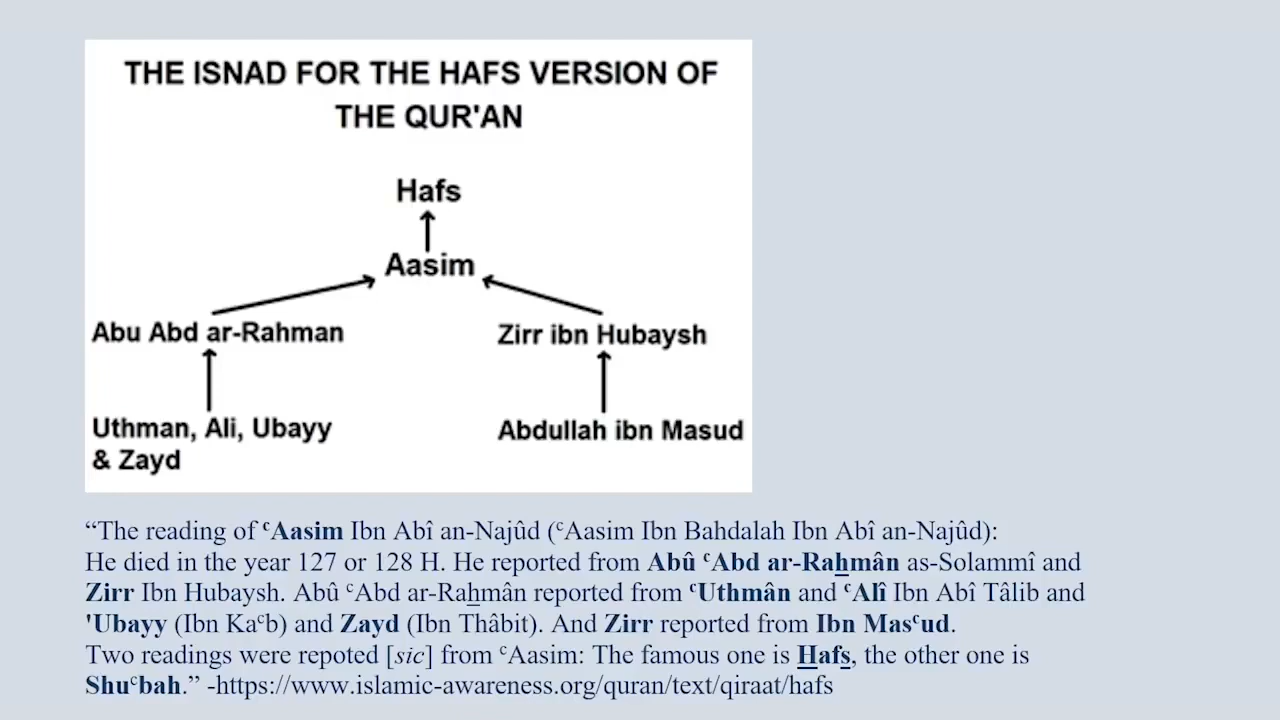 THE ISNAD FOR THE HAFS VERSION OF
THE QUR'AN
Hafs
Aasim
Abu Abd ar-Rahman
Zirr ibn Hubaysh
Uthman, Ali, Ubayy
& Zayd
Abdullah ibn Masud
“The reading of ᶜAasim Ibn Abî an-Najûd (ᶜAasim Ibn Bahdalah Ibn Abî an-Najûd):
He died in the year 127 or 128 H. He reported from Abû ᶜAbd ar-Raẖmân as-Solammî and
Zirr Ibn Hubaysh. Abû ᶜAbd ar-Raẖmân reported from ᶜUthmân and ᶜAlî Ibn Abî Tâlib and
'Ubayy (Ibn Kaᶜb) and Zayd (Ibn Thâbit). And Zirr reported from Ibn Masᶜud.
Two readings were repoted [sic] from ᶜAasim: The famous one is H̱afs̱, the other one is
Shuᶜbah.” -https://www.islamic-awareness.org/quran/text/qiraat/hafs